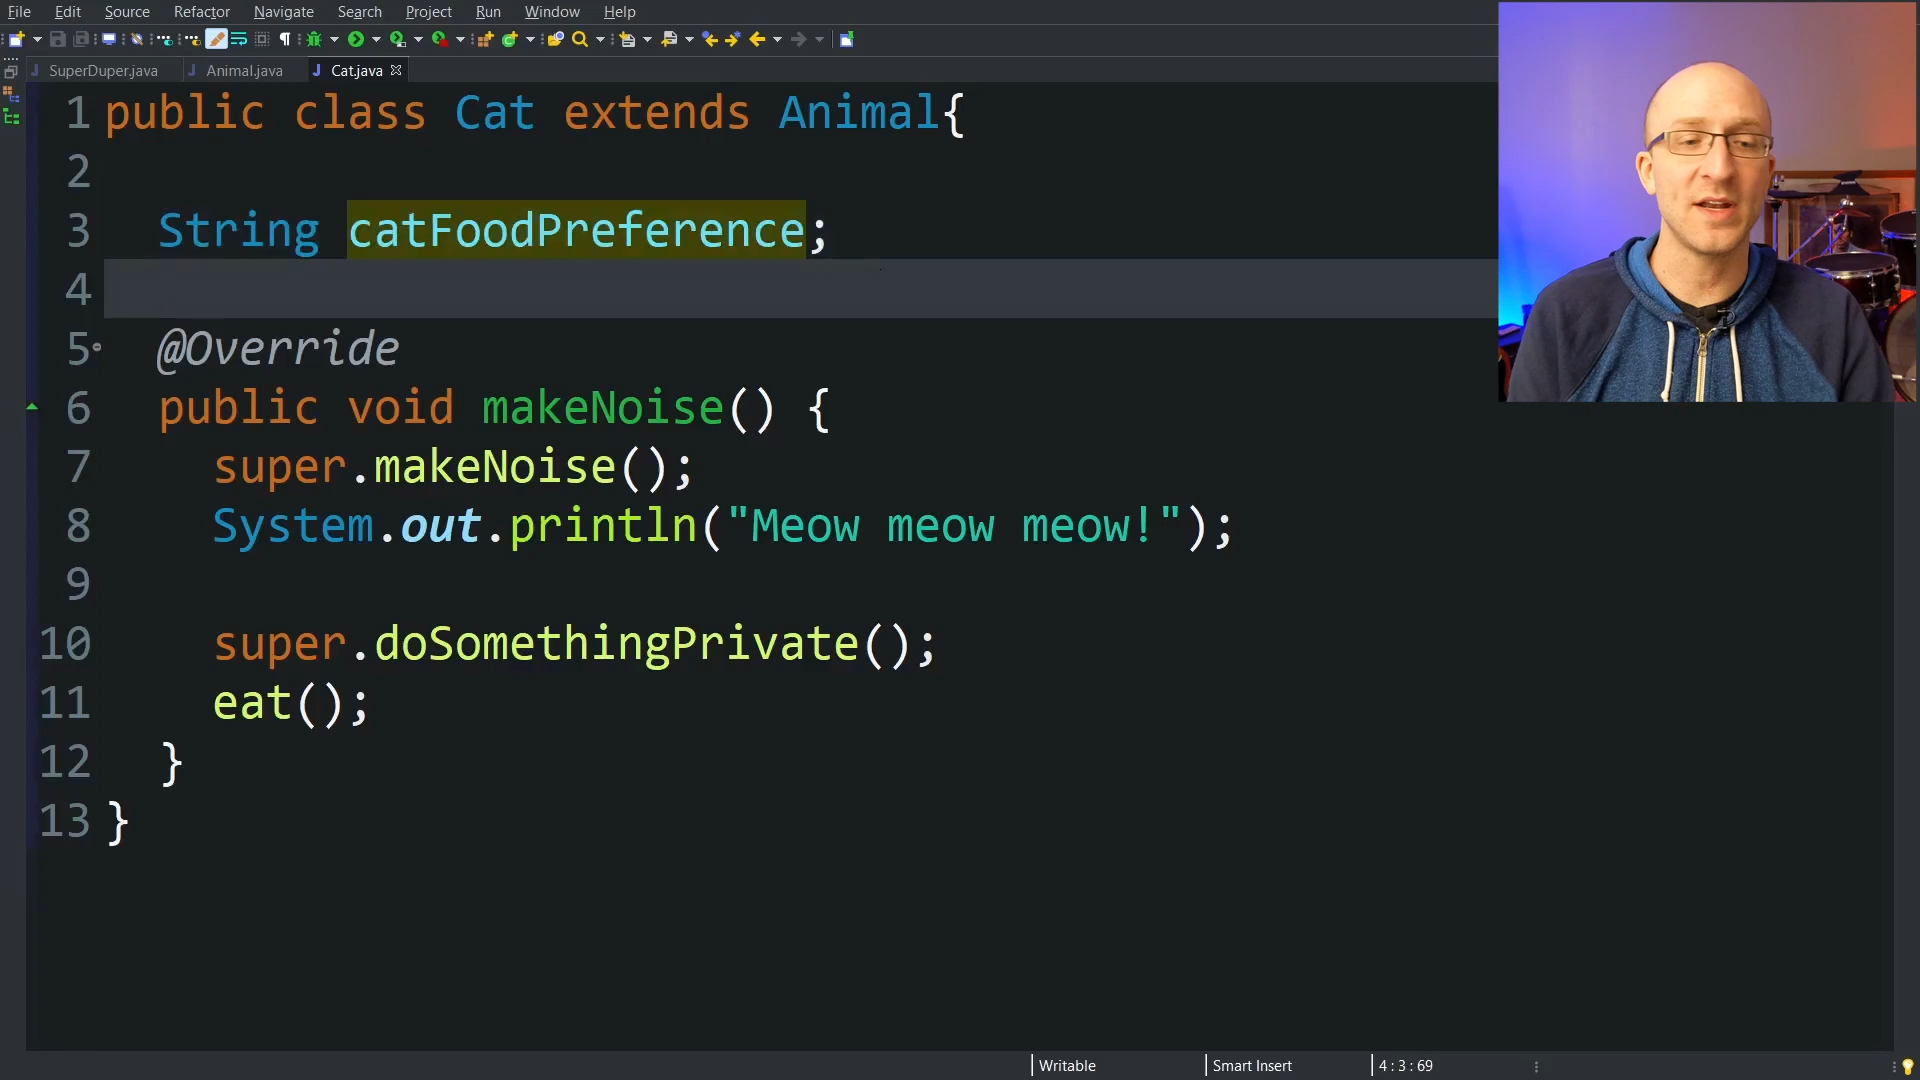 File Edit Source Refactor Navigate Search Project Run Window Help
SuperDuper.java Animal.java Cat.java
1 public class Cat extends Animal{
2
3 String catFoodPreference;
4
5 @Override
6 public void makeNoise() {
7 super.makeNoise();
8 System.out.println("Meow meow meow!");
9
10 super.doSomethingPrivate();
11 eat();
12 }
13 }
Writable Smart Insert 4 : 3 : 69